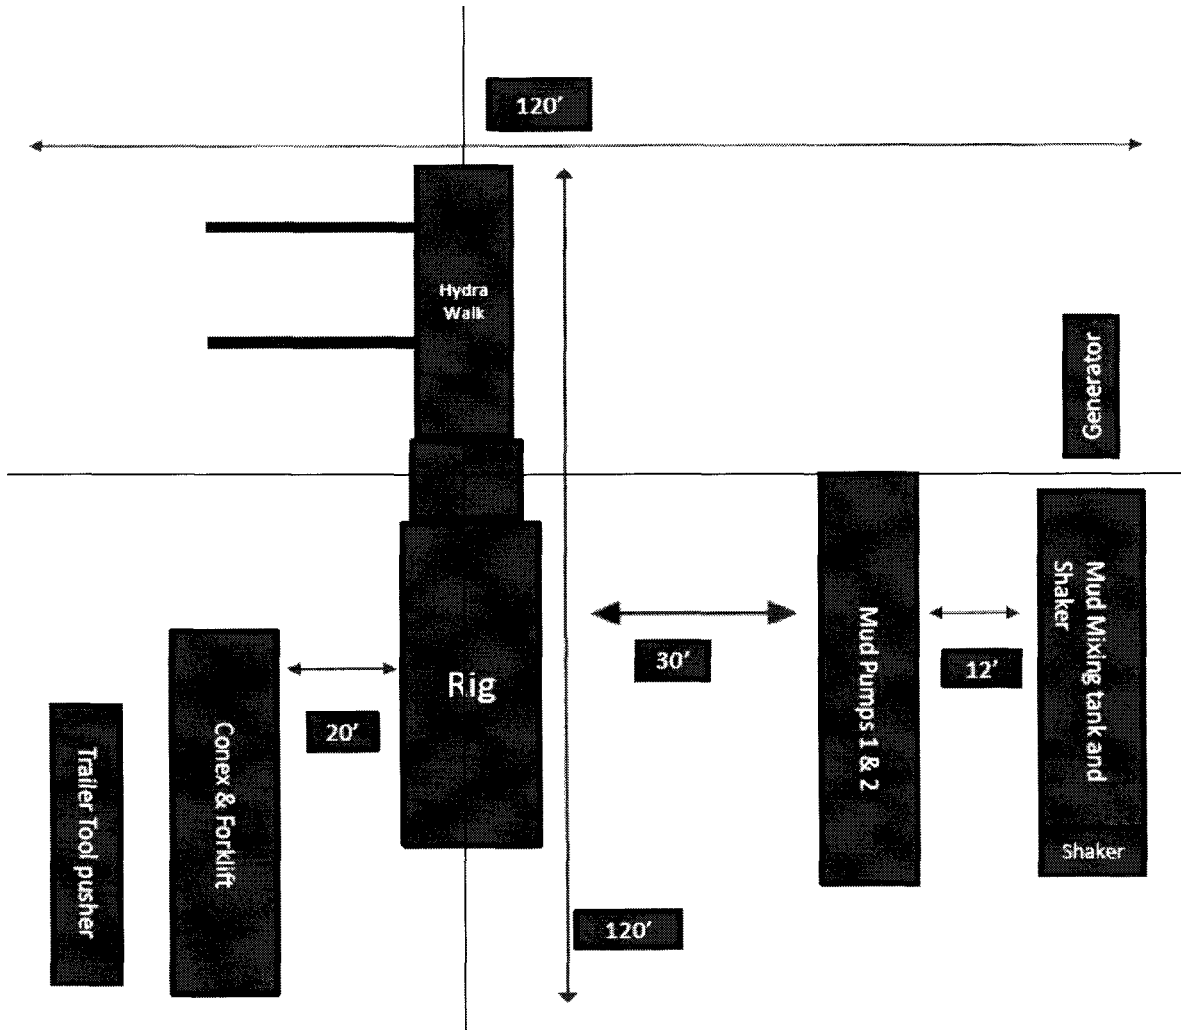 120’
Hydra
Walk
Generator
Rig
30’
12’
20’
Mud Pumps 1 & 2
Mud Mixing tank and
Shaker
Shaker
Conex & Forklift
Trailer Tool pusher
120’